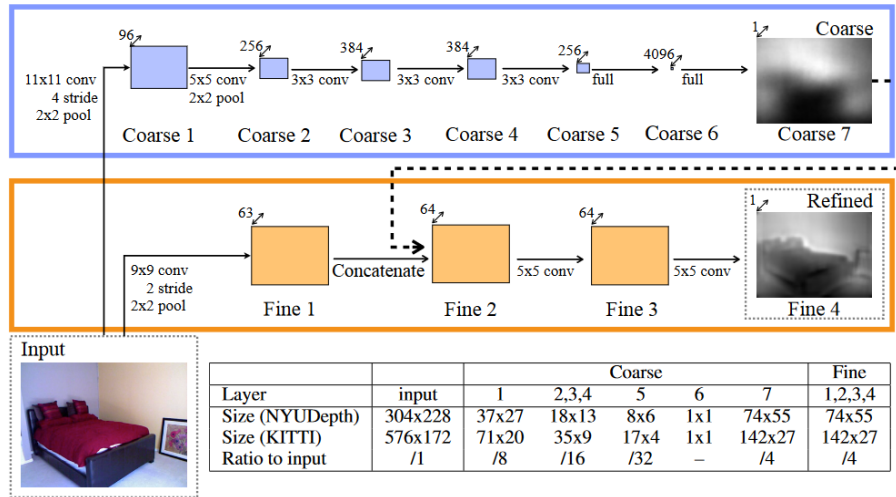 96 256 384 384 256 4096 1 Coarse
11x11 conv 5x5 conv 3x3 conv 3x3 conv 3x3 conv full full
4 stride 2x2 pool
2x2 pool
Coarse 1 Coarse 2 Coarse 3 Coarse 4 Coarse 5 Coarse 6 Coarse 7
63 64 64 1 Refined
9x9 conv Concatenate 5x5 conv 5x5 conv
2 stride
2x2 pool
Fine 1 Fine 2 Fine 3 Fine 4
Input
Coarse Fine
Layer input 1 2,3,4 5 6 7 1,2,3,4
Size (NYUDepth) 304x228 37x27 18x13 8x6 1x1 74x55 74x55
Size (KITTI) 576x172 71x20 35x9 17x4 1x1 142x27 142x27
Ratio to input /1 /8 /16 /32 – /4 /4